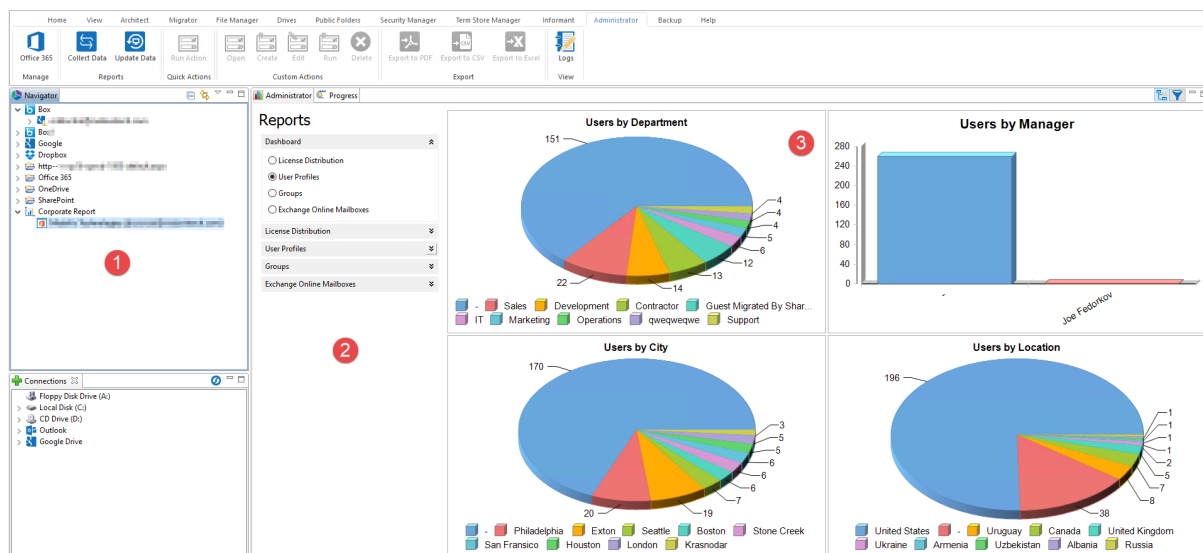 Home View Architect Migrator File Manager Drives Public Folders Security Manager Term Store Manager Informant Administrator Backup Help
Office 365 Collect Data Update Data Run Action Open Create Edit Run Delete Export to PDF Export to CSV Export to Excel Logs
Manage Reports Quick Actions Custom Actions Export View
Navigator
Box
Box
Google
Dropbox
http--
Office 365
OneDrive
SharePoint
Corporate Report
1
Connections
Floppy Disk Drive (A:)
Local Disk (C:)
CD Drive (D:)
Outlook
Google Drive
Administrator Progress
Reports
Dashboard
License Distribution
User Profiles
Groups
Exchange Online Mailboxes
License Distribution
User Profiles
Groups
Exchange Online Mailboxes
2
Users by Department
3
151
4
4
4
5
6
12
13
14
22
- Sales Development Contractor Guest Migrated By Shar...
IT Marketing Operations qweqweqwe Support
Users by Manager
280
240
200
160
120
80
40
0
-
Joe Fedorkov
Users by City
170
3
5
5
6
6
7
19
20
- Philadelphia Exton Seattle Boston Stone Creek
San Fransico Houston London Krasnodar
Users by Location
196
1
1
1
1
2
5
7
8
38
United States - Uruguay Canada United Kingdom
Ukraine Armenia Uzbekistan Albania Russia